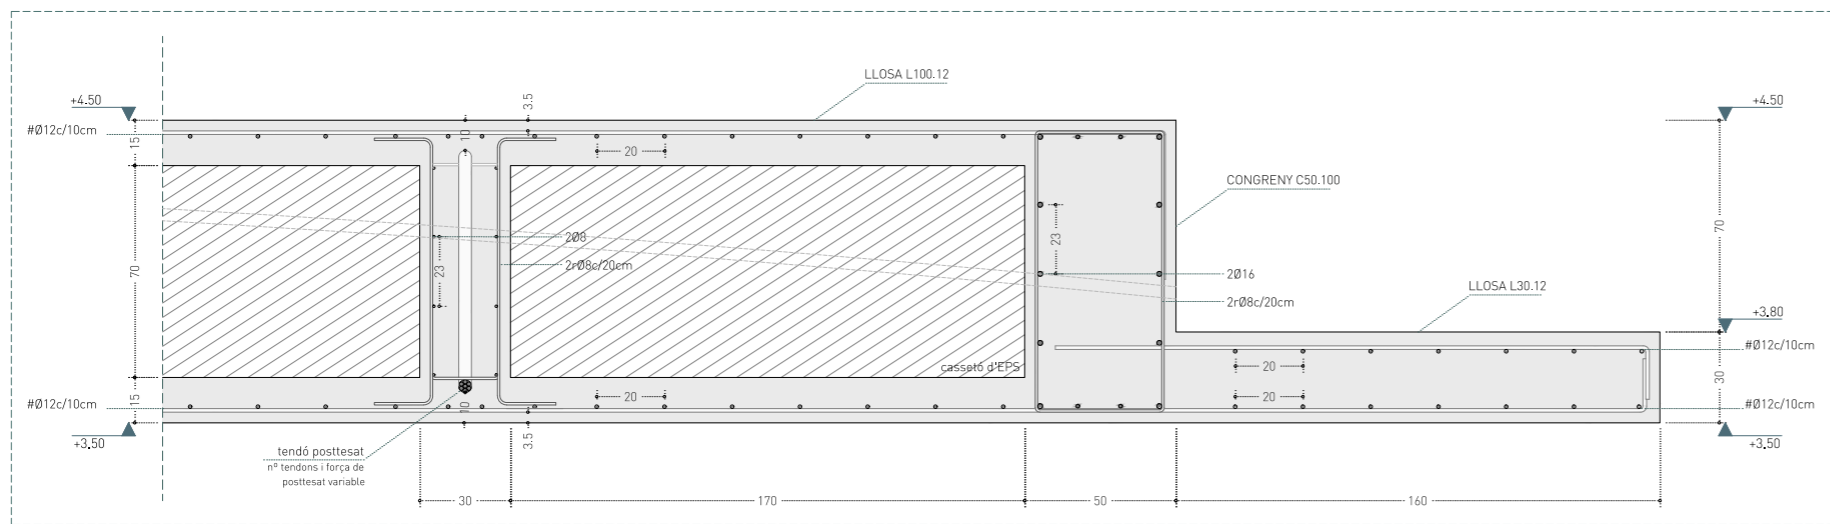 LLOSA L100.12
+4.50
3.5
+4.50
#Ø12c/10cm
15
10
20
CONGRENY C50.100
70
2Ø8
23
2rØ8c/20cm
23
2Ø16
2rØ8c/20cm
70
LLOSA L30.12
+3.80
#Ø12c/10cm
cassetó d'EPS
20
30
#Ø12c/10cm
15
10
20
20
#Ø12c/10cm
+3.50
3.5
+3.50
tendó posttesat
nº tendons i força de
posttesat variable
30
170
50
160